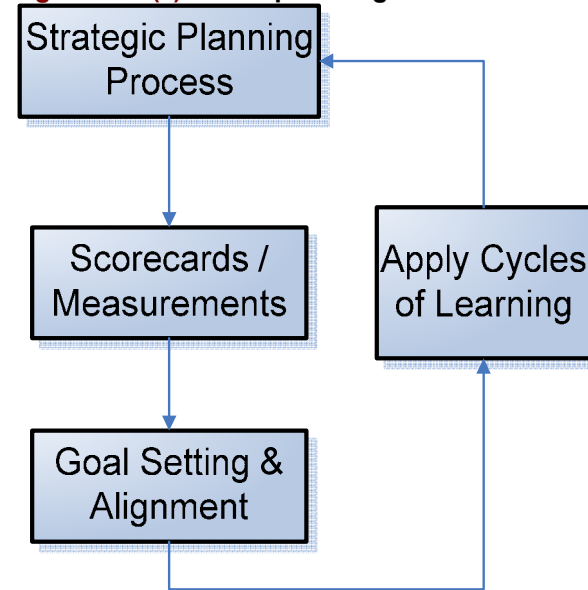 Strategic Planning
Process
Scorecards /
Measurements
Apply Cycles
of Learning
Goal Setting &
Alignment